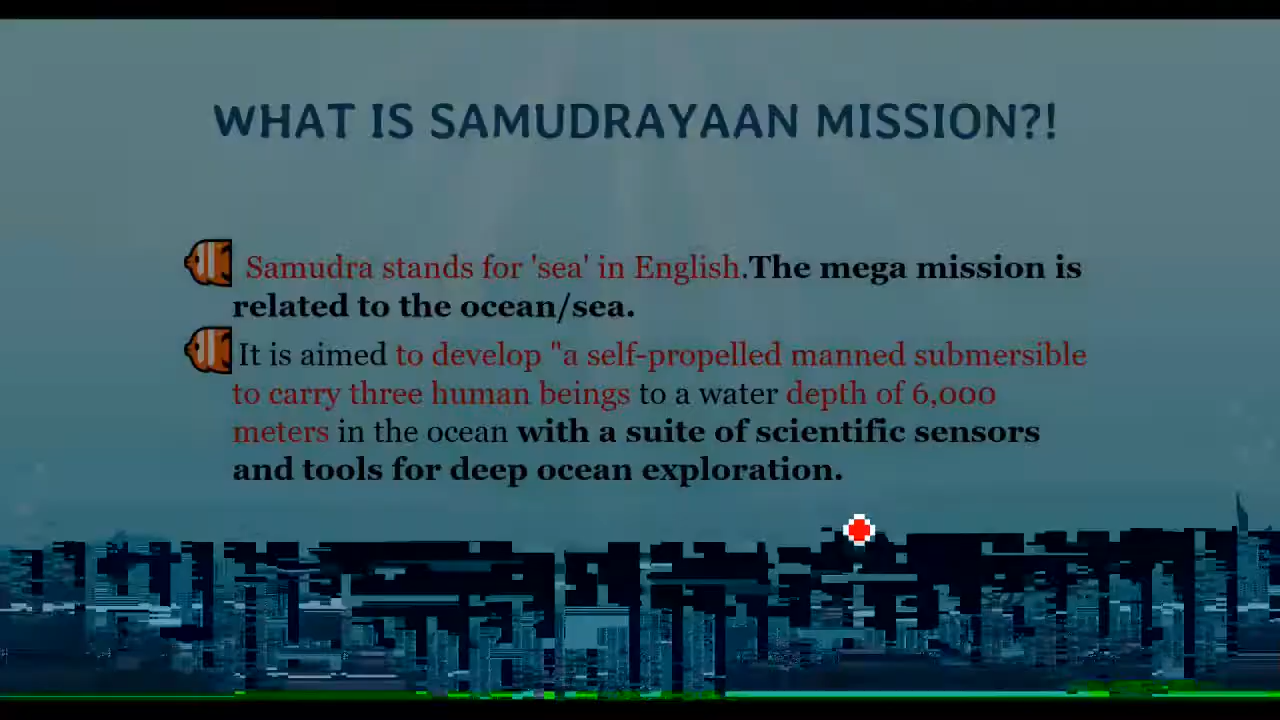 WHAT IS SAMUDRAYAAN MISSION?!
Samudra stands for 'sea' in English.The mega mission is
related to the ocean/sea.
It is aimed to develop "a self-propelled manned submersible
to carry three human beings to a water depth of 6,000
meters in the ocean with a suite of scientific sensors
and tools for deep ocean exploration.